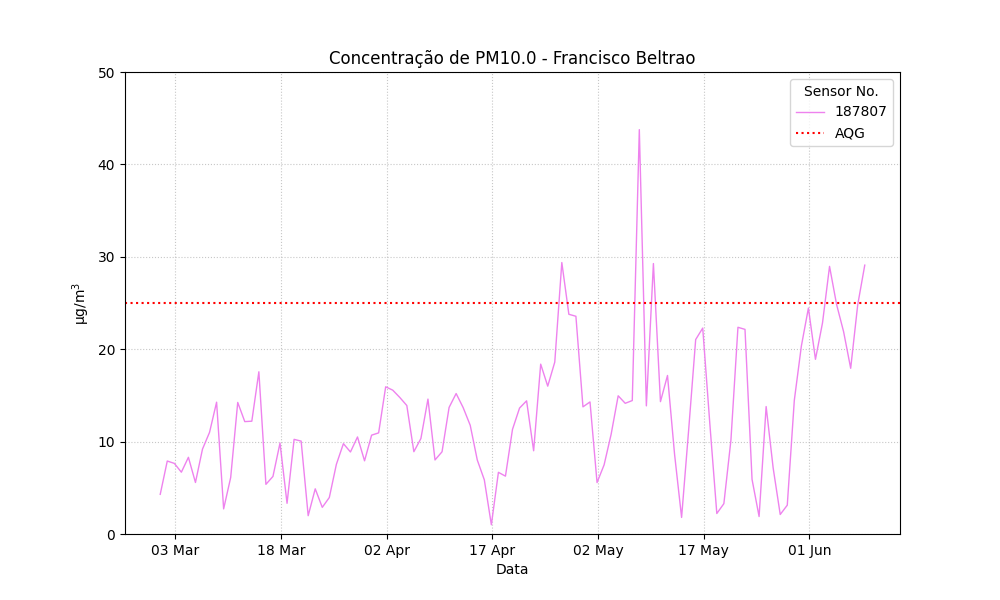 Concentração de PM10.0 - Francisco Beltrao
Sensor No.
187807
AQG
50
40
30
20
10
0
µg/m³
03 Mar
18 Mar
02 Apr
17 Apr
02 May
17 May
01 Jun
Data